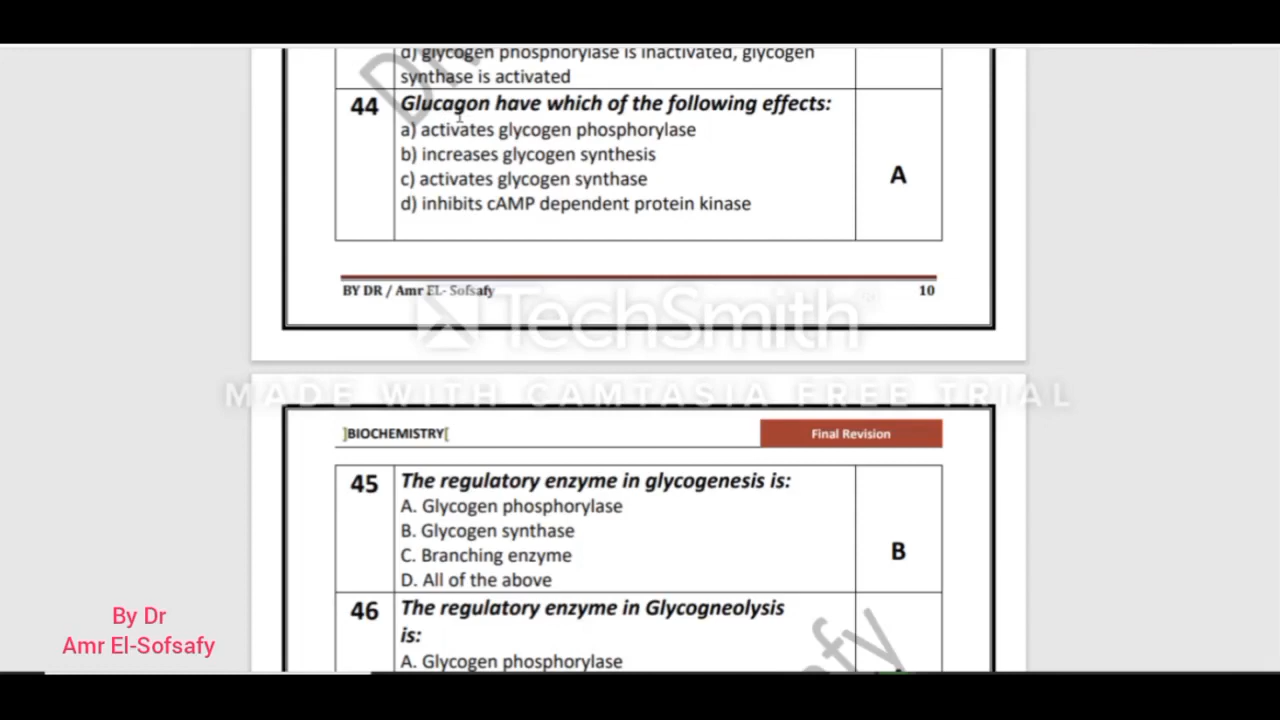 d) glycogen phosphorylase is inactivated, glycogen
synthase is activated
44
Glucagon have which of the following effects:
a) activates glycogen phosphorylase
b) increases glycogen synthesis
c) activates glycogen synthase
d) inhibits cAMP dependent protein kinase
A
BY DR / Amr EL- Sofsafy
10
TechSmith
MADE WITH CAMTASIA FREE TRIAL
]BIOCHEMISTRY[
Final Revision
45
The regulatory enzyme in glycogenesis is:
A. Glycogen phosphorylase
B. Glycogen synthase
C. Branching enzyme
D. All of the above
B
46
The regulatory enzyme in Glycogneolysis
is:
A. Glycogen phosphorylase
By Dr
Amr El-Sofsafy